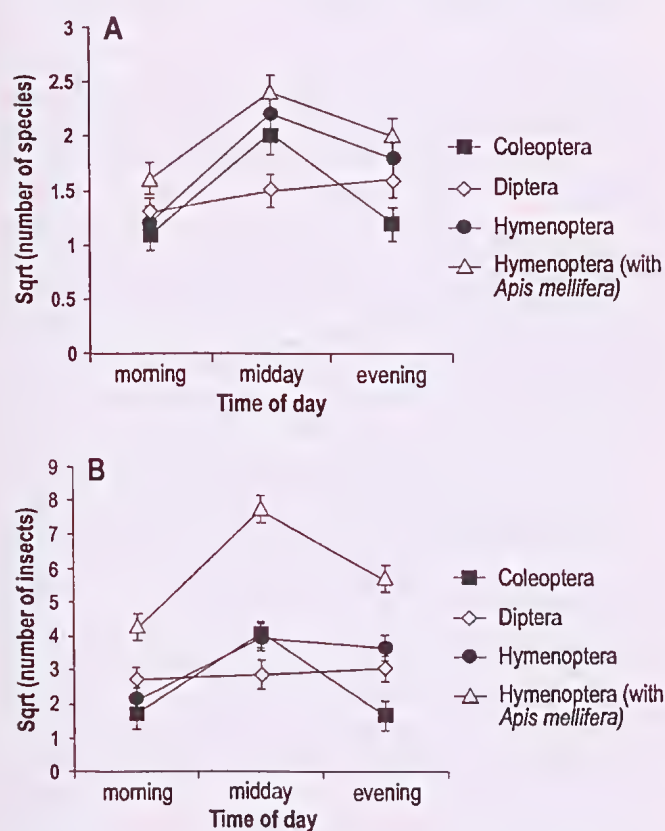 A
Sqrt (number of species)
3
2.5
2
1.5
1
0.5
0
morning midday evening
Time of day
Coleoptera
Diptera
Hymenoptera
Hymenoptera (with
Apis mellifera)
B
Sqrt (number of insects)
9
8
7
6
5
4
3
2
1
0
morning midday evening
Time of day
Coleoptera
Diptera
Hymenoptera
Hymenoptera (with
Apis mellifera)